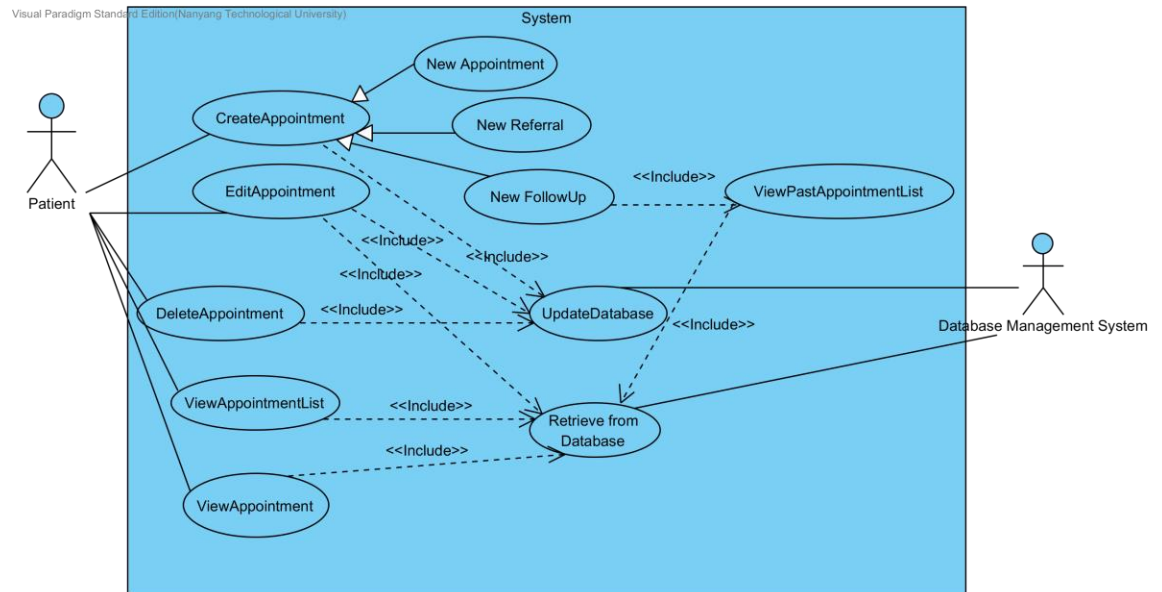 Visual Paradigm Standard Edition(Nanyang Technological University)
System
New Appointment
CreateAppointment
New Referral
EditAppointment
New FollowUp
<<Include>>
ViewPastAppointmentList
Patient
<<Include>>
<<Include>>
<<Include>>
DeleteAppointment
<<Include>>
UpdateDatabase
<<Include>>
Database Management System
ViewAppointmentList
<<Include>>
Retrieve from
Database
<<Include>>
ViewAppointment